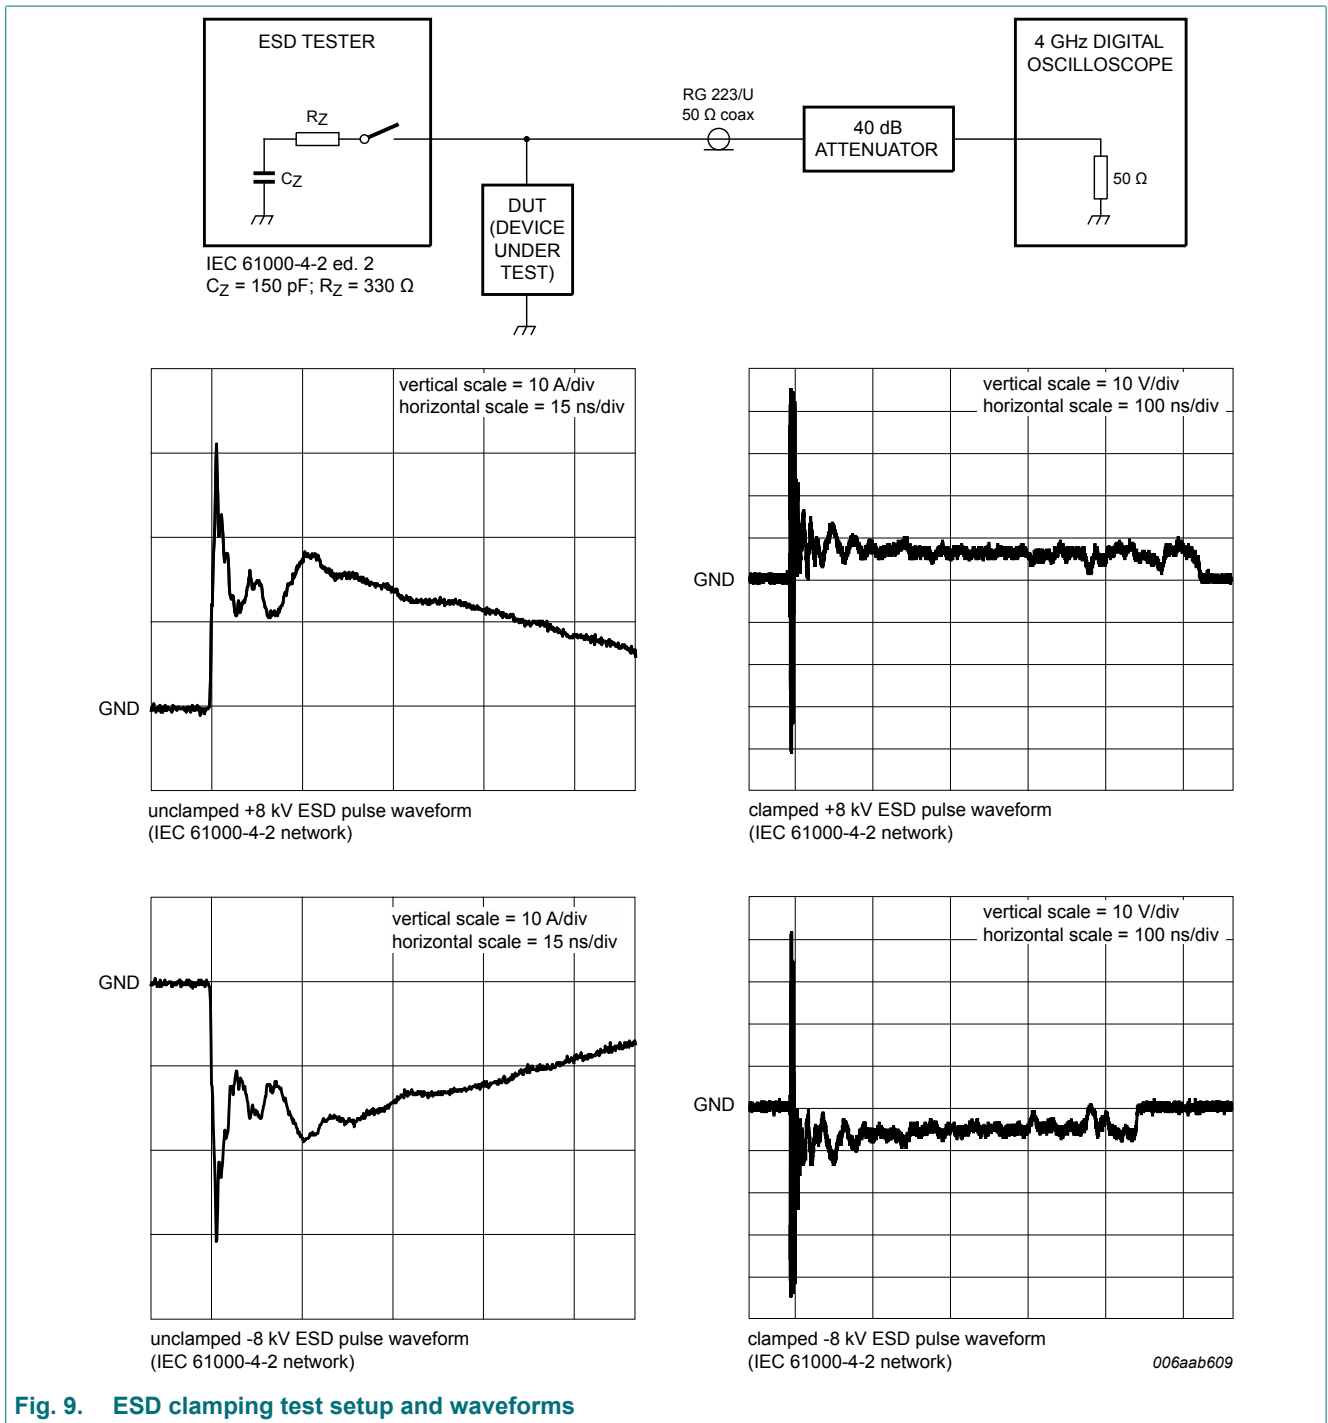 ESD TESTER
RZ
CZ
IEC 61000-4-2 ed. 2
CZ = 150 pF; RZ = 330 Ω
DUT
(DEVICE
UNDER
TEST)
RG 223/U
50 Ω coax
40 dB
ATTENUATOR
4 GHz DIGITAL
OSCILLOSCOPE
50 Ω
vertical scale = 10 A/div
horizontal scale = 15 ns/div
GND
unclamped +8 kV ESD pulse waveform
(IEC 61000-4-2 network)
vertical scale = 10 V/div
horizontal scale = 100 ns/div
GND
clamped +8 kV ESD pulse waveform
(IEC 61000-4-2 network)
vertical scale = 10 A/div
horizontal scale = 15 ns/div
GND
unclamped -8 kV ESD pulse waveform
(IEC 61000-4-2 network)
vertical scale = 10 V/div
horizontal scale = 100 ns/div
GND
clamped -8 kV ESD pulse waveform
(IEC 61000-4-2 network)
006aab609
Fig. 9. ESD clamping test setup and waveforms